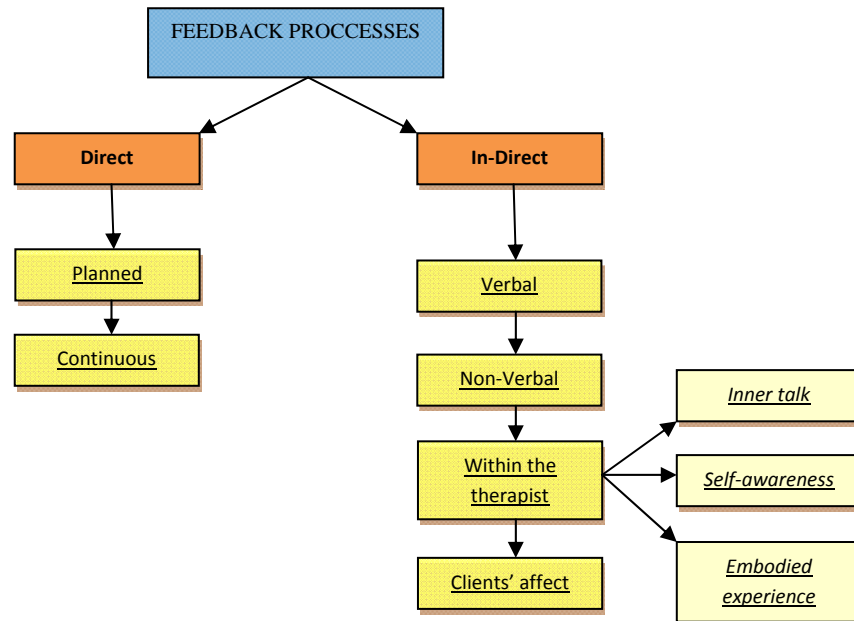 FEEDBACK PROCCESSES
Direct
In-Direct
Planned
Continuous
Verbal
Non-Verbal
Within the
therapist
Clients’ affect
Inner talk
Self-awareness
Embodied
experience